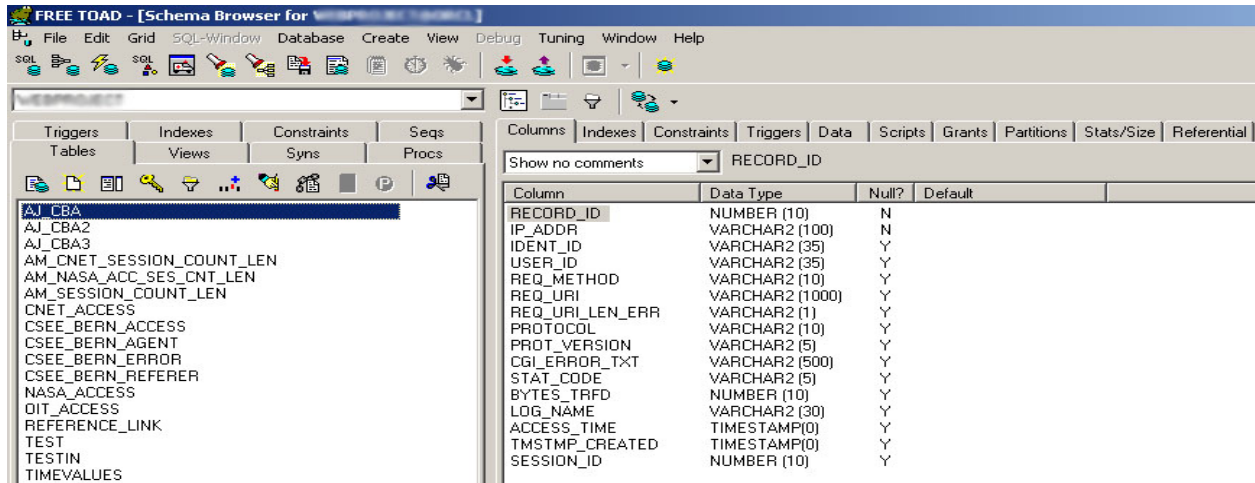 FREE TOAD - [Schema Browser for
File Edit Grid SQL-Window Database Create View Debug Tuning Window Help
SQL SQL
Triggers Indexes Constraints Seqs
Tables Views Syns Procs
AJ_CBA
AJ_CBA2
AJ_CBA3
AM_CNET_SESSION_COUNT_LEN
AM_NASA_ACC_SES_CNT_LEN
AM_SESSION_COUNT_LEN
CNET_ACCESS
CSEE_BERN_ACCESS
CSEE_BERN_AGENT
CSEE_BERN_ERROR
CSEE_BERN_REFERER
NASA_ACCESS
OIT_ACCESS
REFERENCE_LINK
TEST
TESTIN
TIMEVALUES
Columns Indexes Constraints Triggers Data Scripts Grants Partitions Stats/Size Referential
Show no comments RECORD_ID
Column Data Type Null? Default
RECORD_ID NUMBER (10) N
IP_ADDR VARCHAR2 (100) N
IDENT_ID VARCHAR2 (35) Y
USER_ID VARCHAR2 (35) Y
REQ_METHOD VARCHAR2 (10) Y
REQ_URI VARCHAR2 (1000) Y
REQ_URI_LEN_ERR VARCHAR2 (1) Y
PROTOCOL VARCHAR2 (10) Y
PROT_VERSION VARCHAR2 (5) Y
CGI_ERROR_TXT VARCHAR2 (500) Y
STAT_CODE VARCHAR2 (5) Y
BYTES_TRFD NUMBER (10) Y
LOG_NAME VARCHAR2 (30) Y
ACCESS_TIME TIMESTAMP(0) Y
TMSTMP_CREATED TIMESTAMP(0) Y
SESSION_ID NUMBER (10) Y